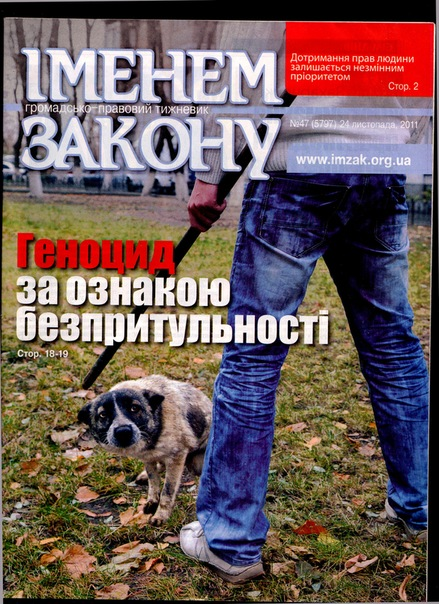 ІМЕНЕМ
громадсько-правовий тижневик
ЗАКОНУ
Дотримання прав людини
залишається незмінним
пріоритетом
Стор. 2
№47 (5797) 24 листопада, 2011
www.imzak.org.ua
Геноцид
за ознакою
безпритульності
Стор. 18-19